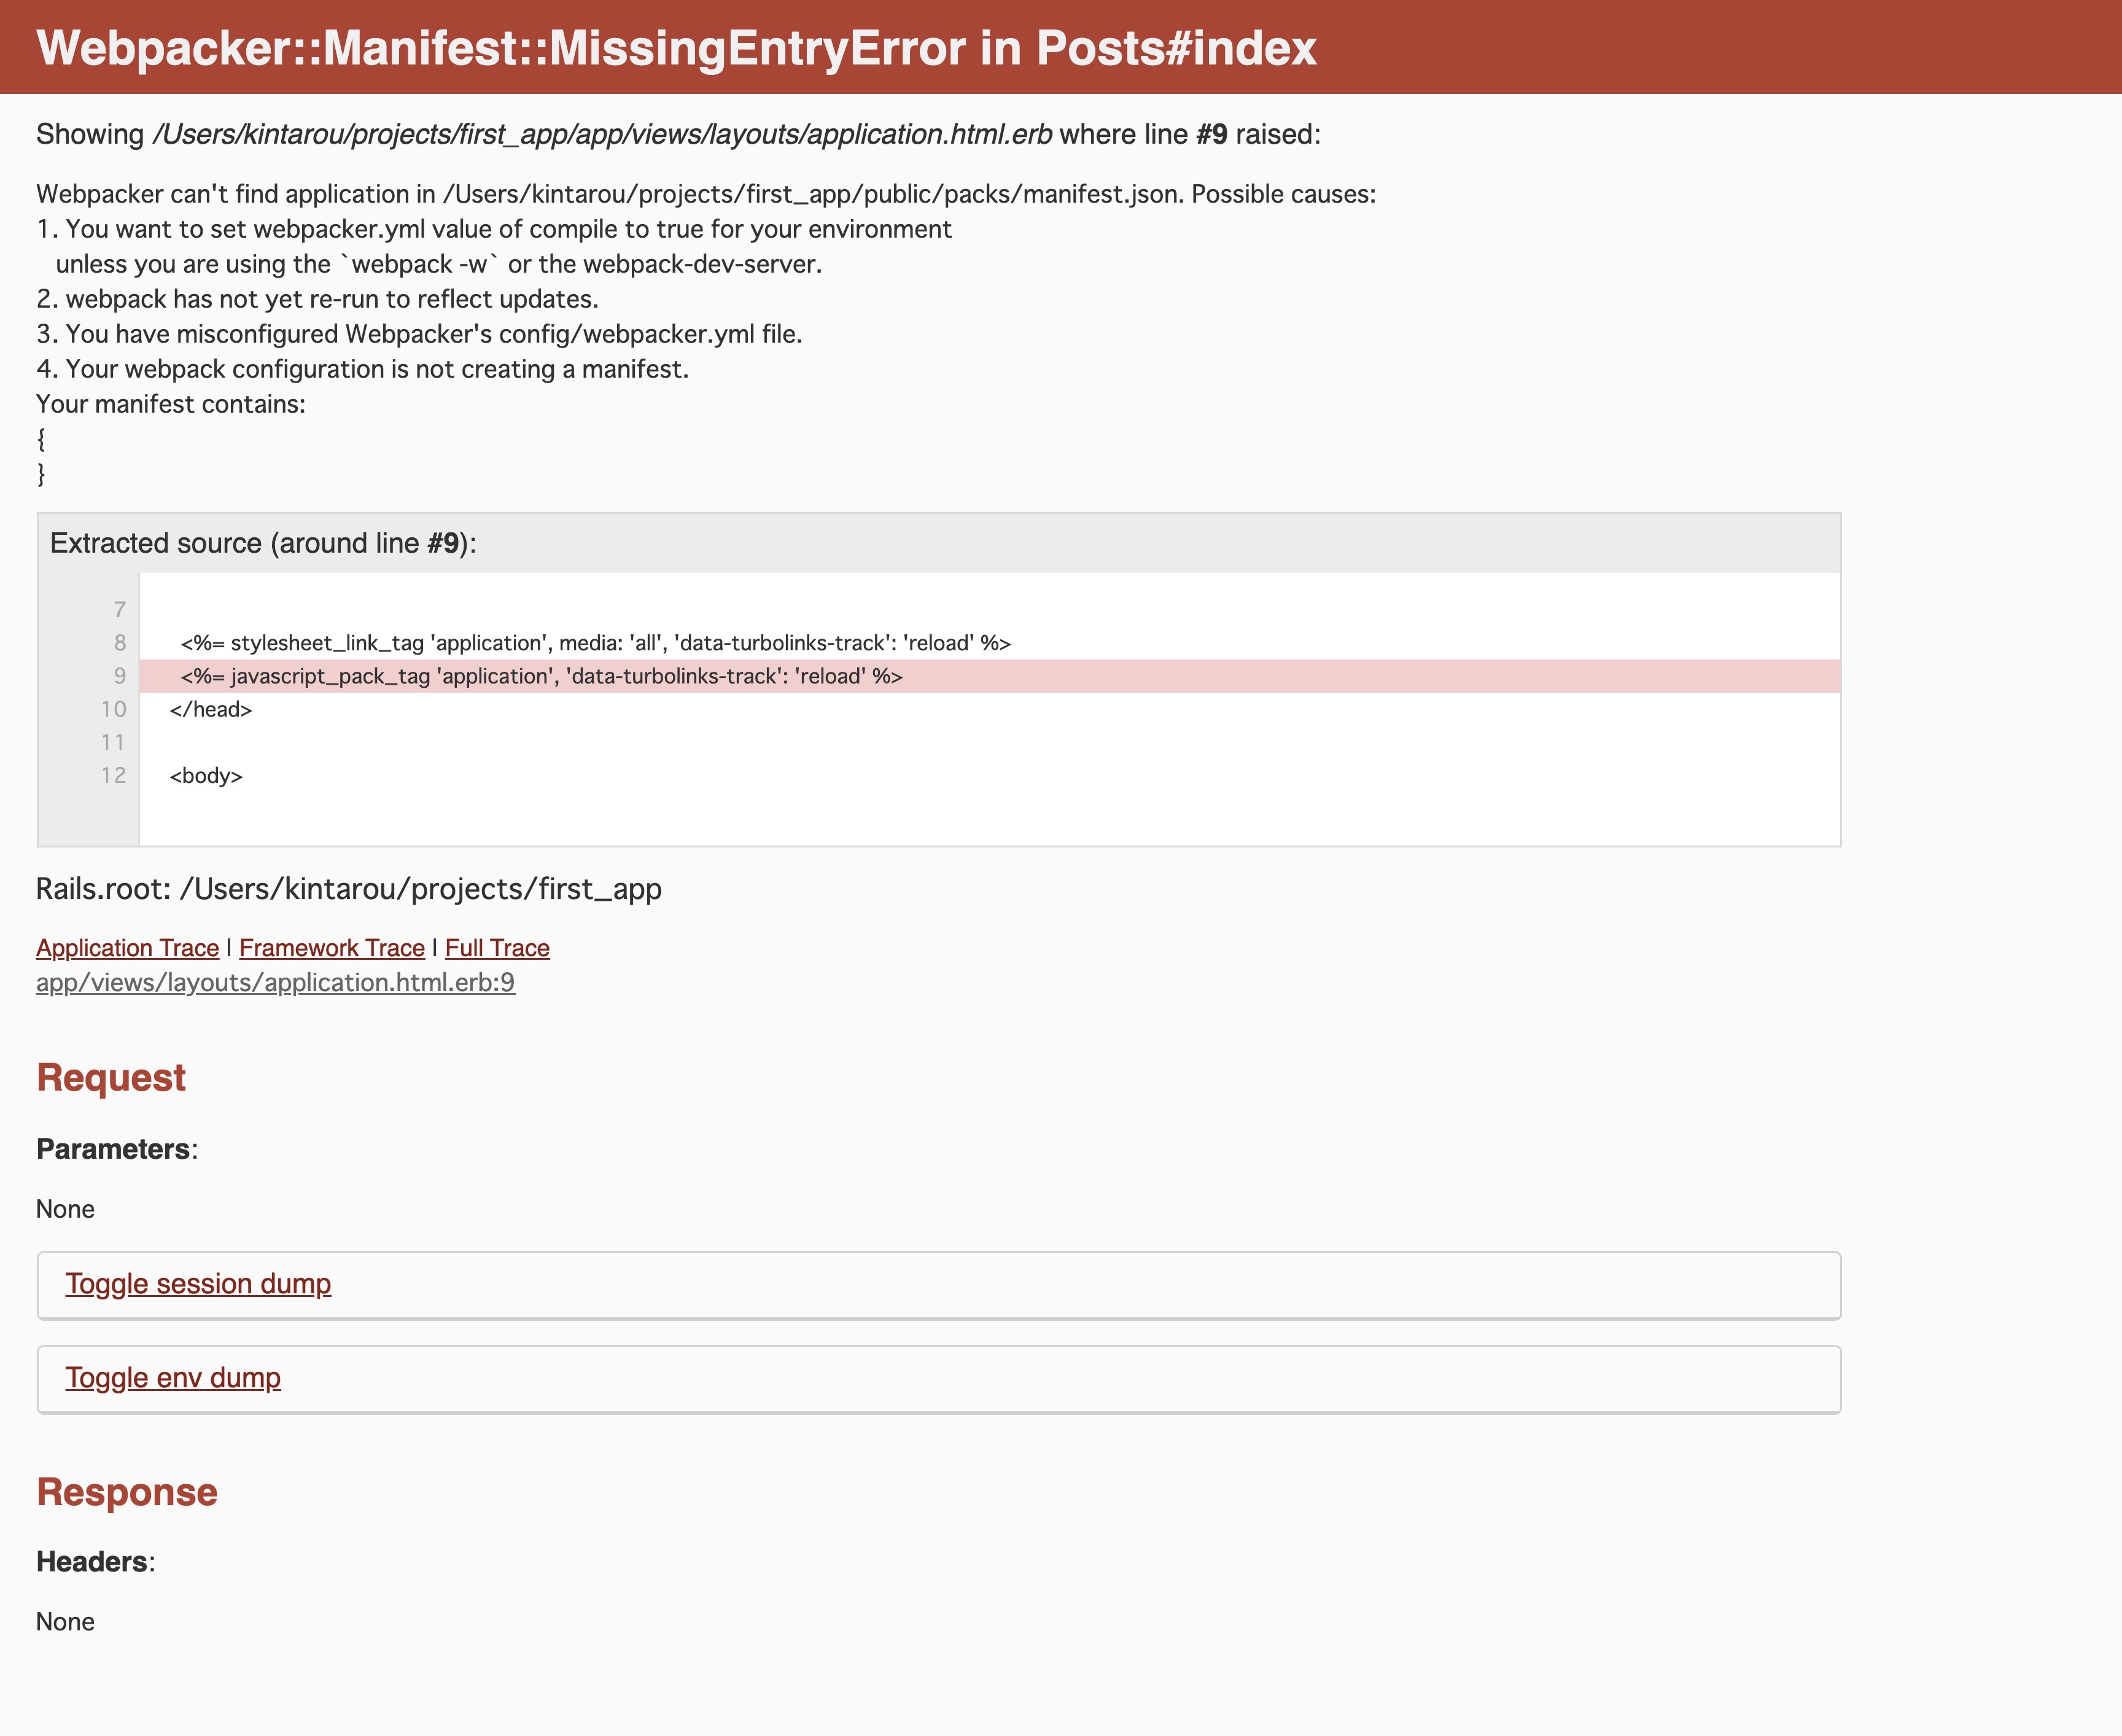 Webpacker::Manifest::MissingEntryError in Posts#index
Showing /Users/kintarou/projects/first_app/app/views/layouts/application.html.erb where line #9 raised:
Webpacker can't find application in /Users/kintarou/projects/first_app/public/packs/manifest.json. Possible causes:
1. You want to set webpacker.yml value of compile to true for your environment
unless you are using the `webpack -w` or the webpack-dev-server.
2. webpack has not yet re-run to reflect updates.
3. You have misconfigured Webpacker's config/webpacker.yml file.
4. Your webpack configuration is not creating a manifest.
Your manifest contains:
{
}
Extracted source (around line #9):
7
8 <%= stylesheet_link_tag 'application', media: 'all', 'data-turbolinks-track': 'reload' %>
9 <%= javascript_pack_tag 'application', 'data-turbolinks-track': 'reload' %>
10 </head>
11
12 <body>
Rails.root: /Users/kintarou/projects/first_app
Application Trace | Framework Trace | Full Trace
app/views/layouts/application.html.erb:9
Request
Parameters:
None
Toggle session dump
Toggle env dump
Response
Headers:
None